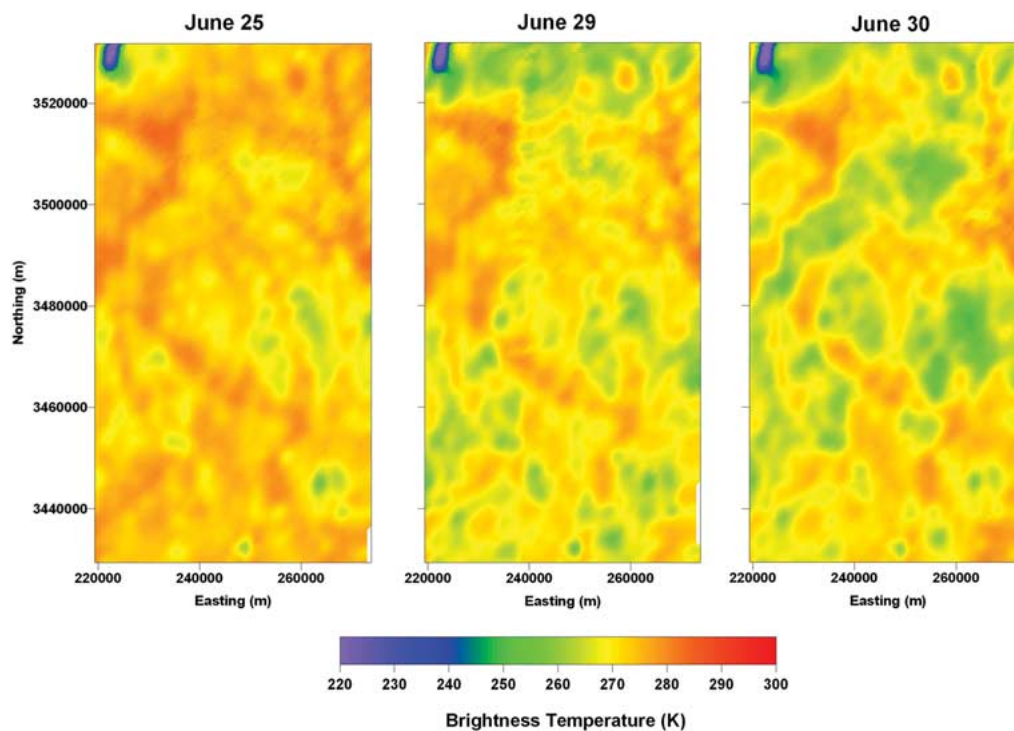 June 25
June 29
June 30
Northing (m)
3520000
3500000
3480000
3460000
3440000
220000 240000 260000
220000 240000 260000
220000 240000 260000
Easting (m)
Easting (m)
Easting (m)
220 230 240 250 260 270 280 290 300
Brightness Temperature (K)